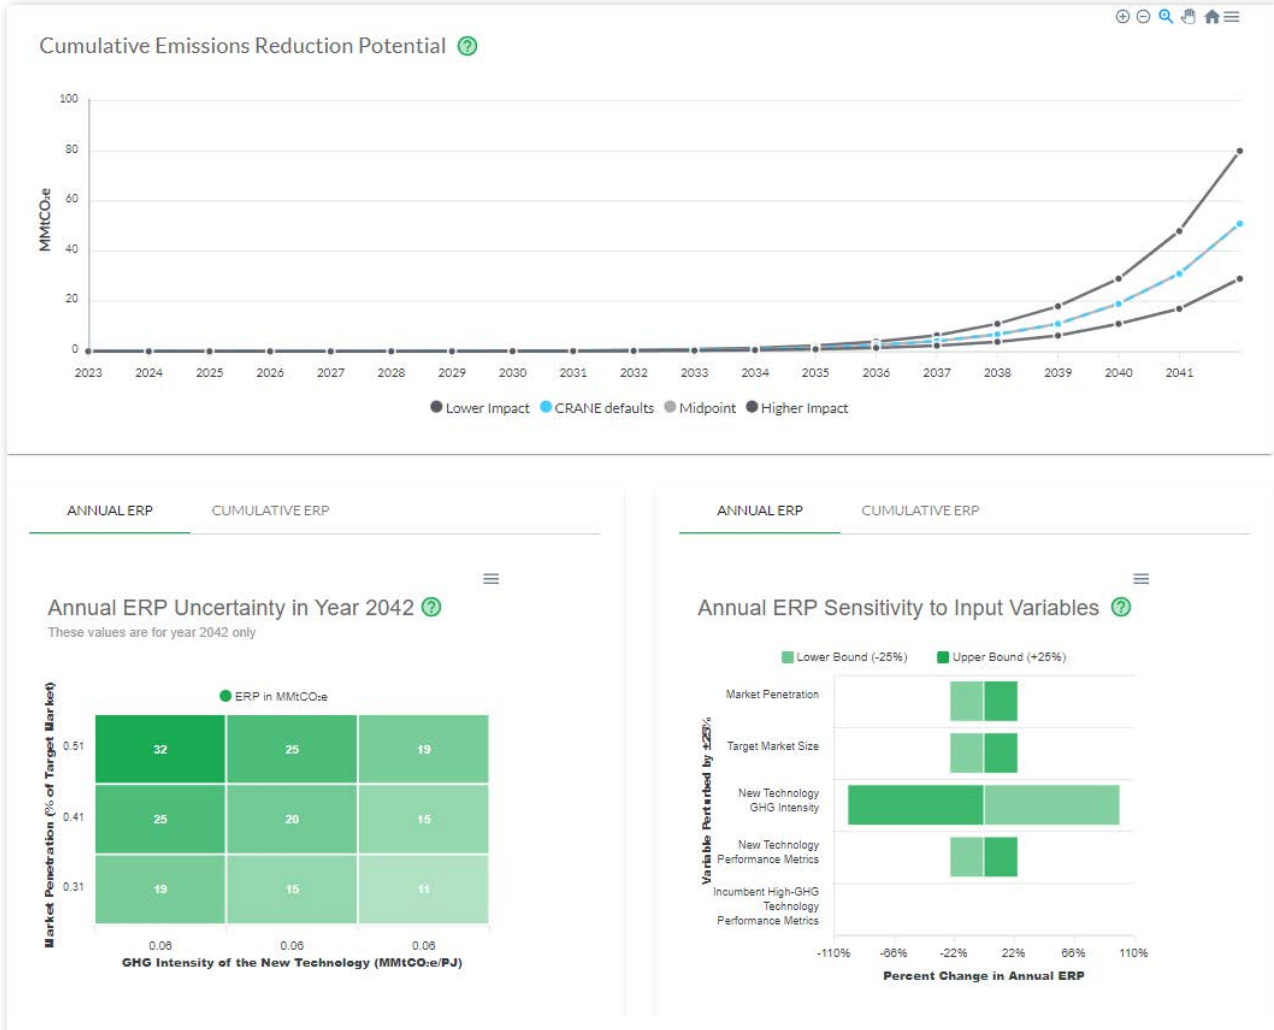 Cumulative Emissions Reduction Potential ?
100
80
60
40
20
0
MMtCO₂e
2023 2024 2025 2026 2027 2028 2029 2030 2031 2032 2033 2034 2035 2036 2037 2038 2039 2040 2041
Lower Impact CRANE defaults Midpoint Higher Impact
ANNUAL ERP CUMULATIVE ERP
Annual ERP Uncertainty in Year 2042 ?
These values are for year 2042 only
ERP in MMtCO₂e
Market Penetration (% of Target Market)
0.51 32 25 19
0.41 25 20 15
0.31 19 15 11
0.06 0.06 0.06
GHG Intensity of the New Technology (MMtCO₂e/PJ)
ANNUAL ERP CUMULATIVE ERP
Annual ERP Sensitivity to Input Variables ?
Lower Bound (-25%) Upper Bound (+25%)
Variable Perturbed by ±25%
Market Penetration
Target Market Size
New Technology
GHG Intensity
New Technology
Performance Metrics
Incumbent High-GHG
Technology
Performance Metrics
-110% -66% -22% 22% 66% 110%
Percent Change in Annual ERP